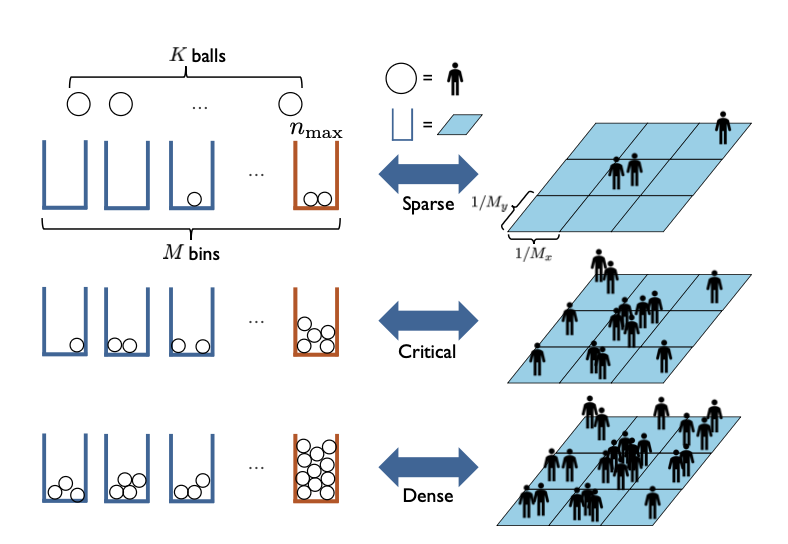 K balls
...
n_max
=
=
...
Sparse
1/M_y
1/M_x
M bins
...
Critical
...
Dense